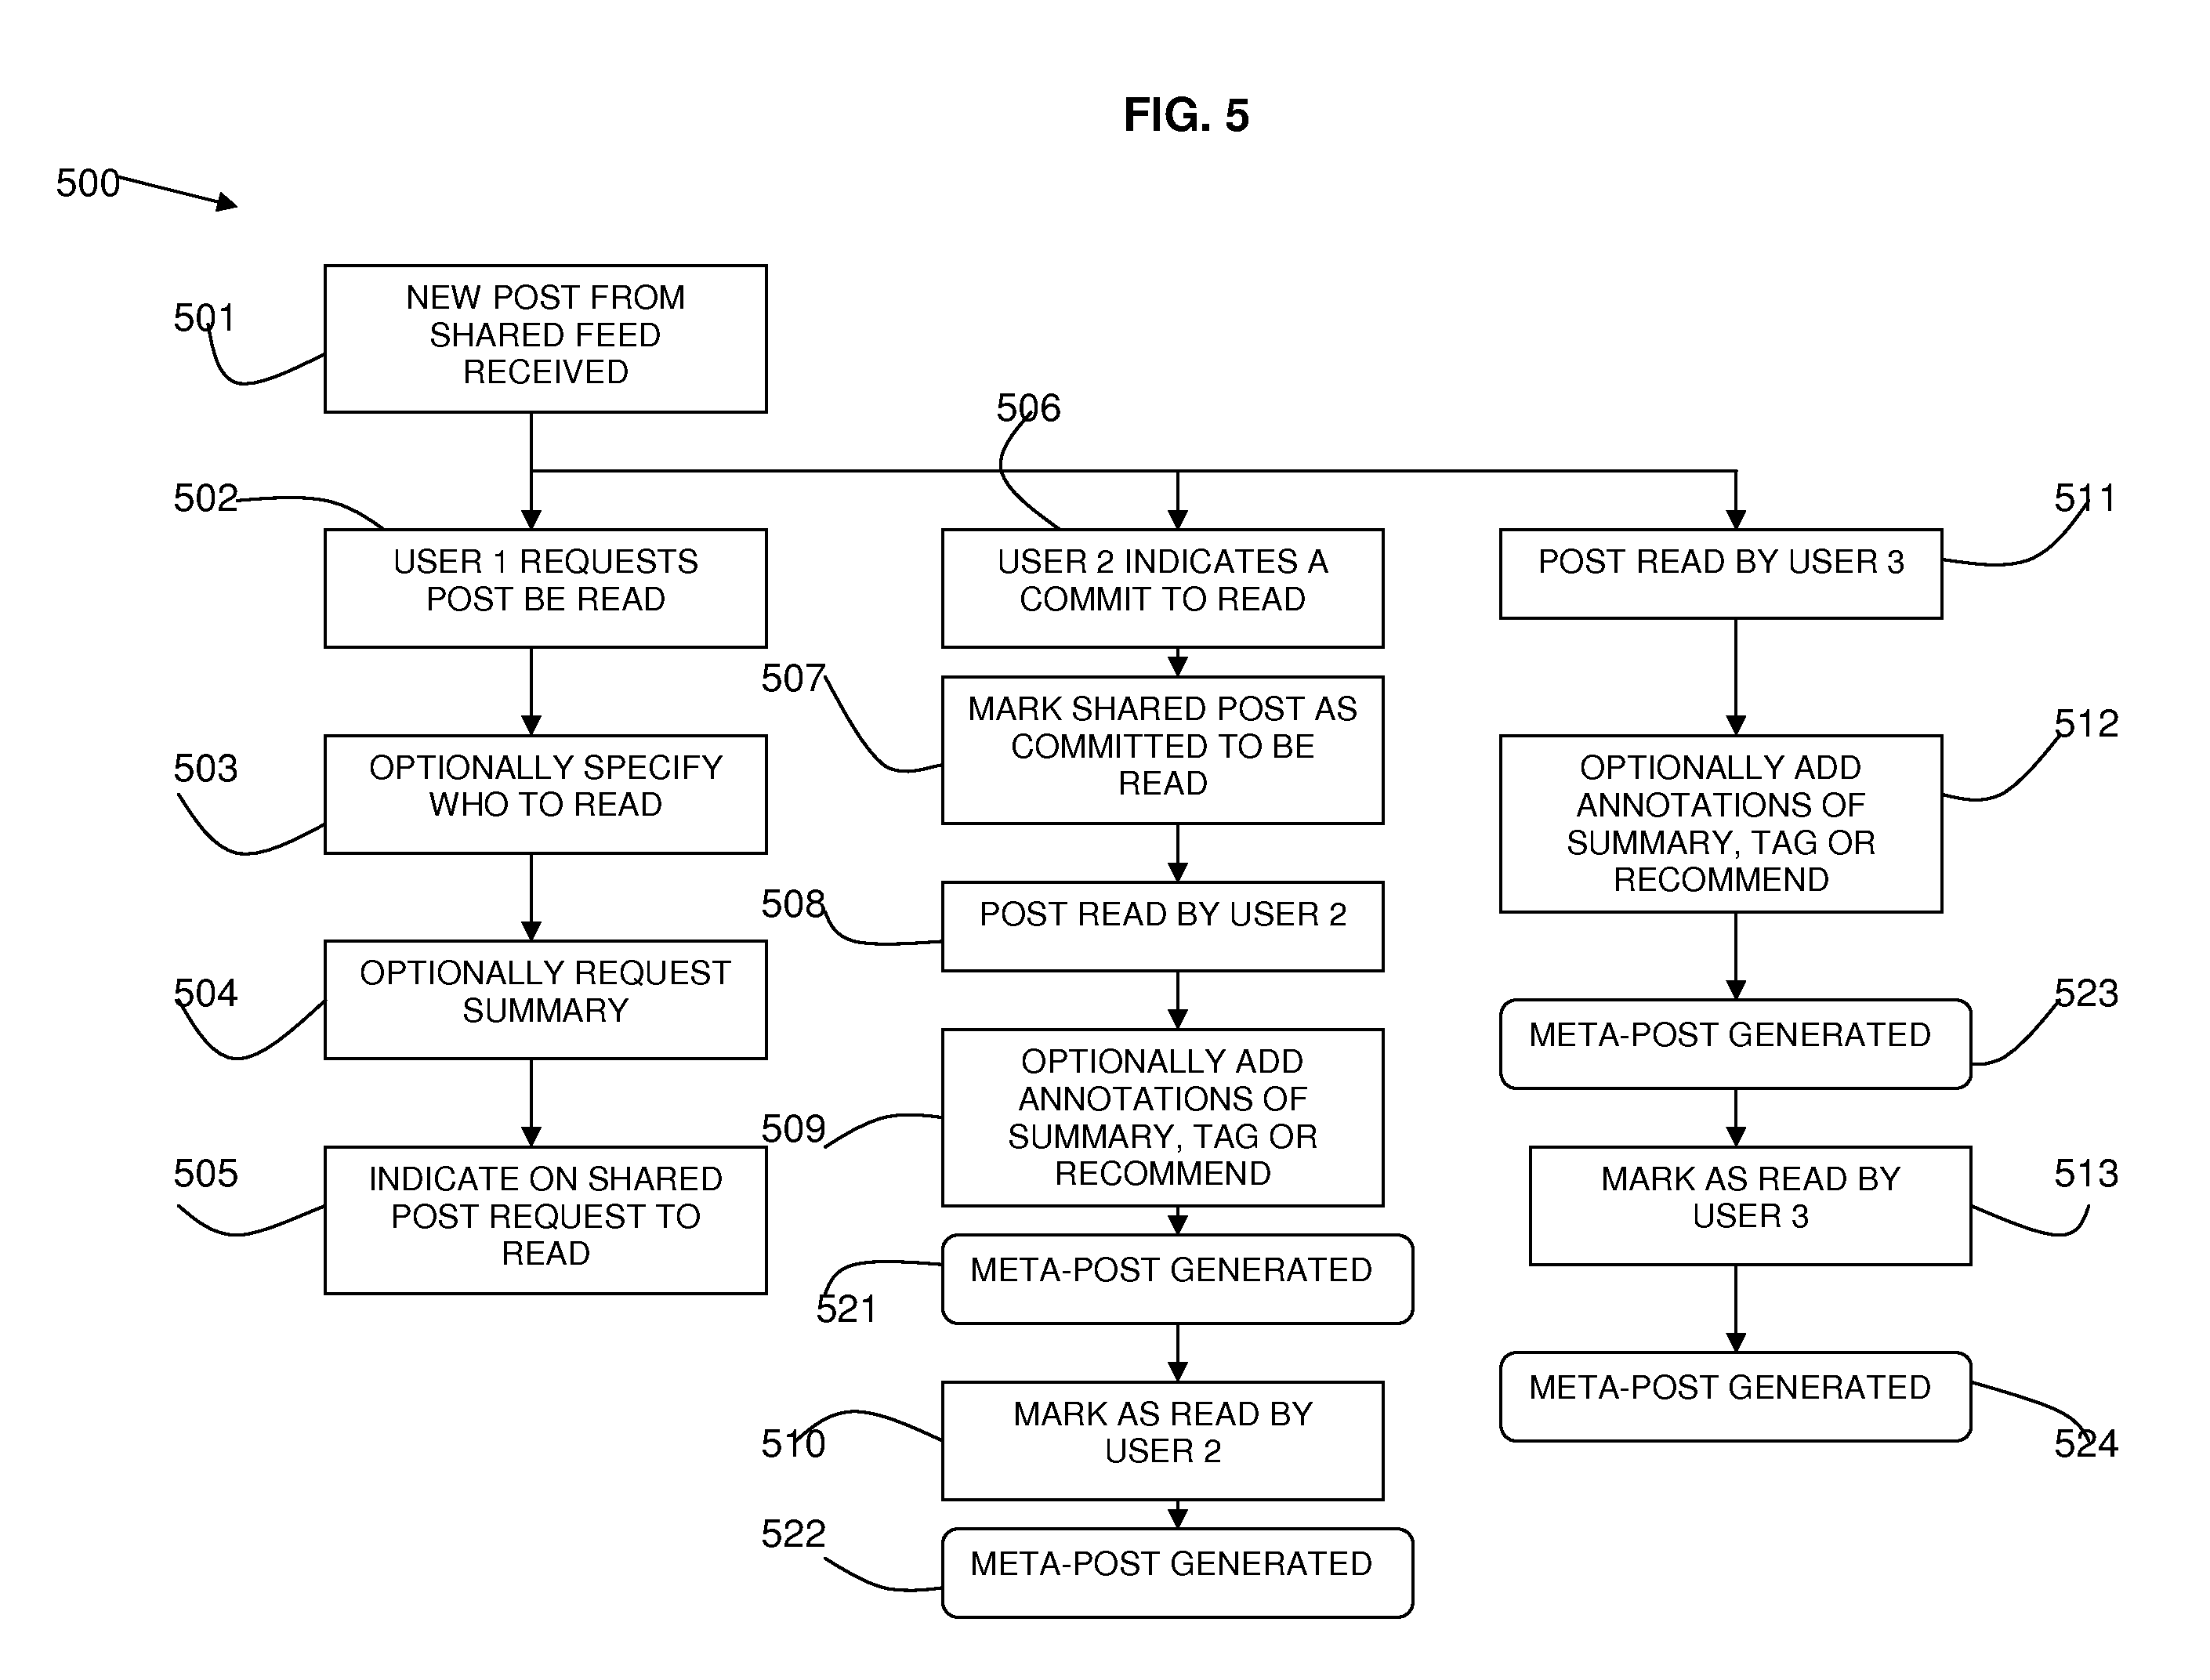 FIG. 5
500
501
NEW POST FROM
SHARED FEED
RECEIVED
502
USER 1 REQUESTS
POST BE READ
503
OPTIONALLY SPECIFY
WHO TO READ
504
OPTIONALLY REQUEST
SUMMARY
505
INDICATE ON SHARED
POST REQUEST TO
READ
506
USER 2 INDICATES A
COMMIT TO READ
507
MARK SHARED POST AS
COMMITTED TO BE
READ
508
POST READ BY USER 2
509
OPTIONALLY ADD
ANNOTATIONS OF
SUMMARY, TAG OR
RECOMMEND
521
META-POST GENERATED
510
MARK AS READ BY
USER 2
522
META-POST GENERATED
511
POST READ BY USER 3
512
OPTIONALLY ADD
ANNOTATIONS OF
SUMMARY, TAG OR
RECOMMEND
523
META-POST GENERATED
513
MARK AS READ BY
USER 3
524
META-POST GENERATED